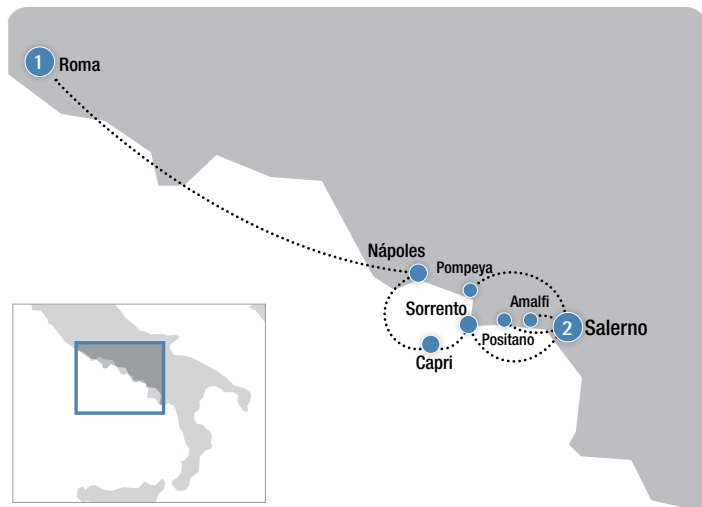 1 Roma
Nápoles
Pompeya
Sorrento
Amalfi
2 Salerno
Positano
Capri